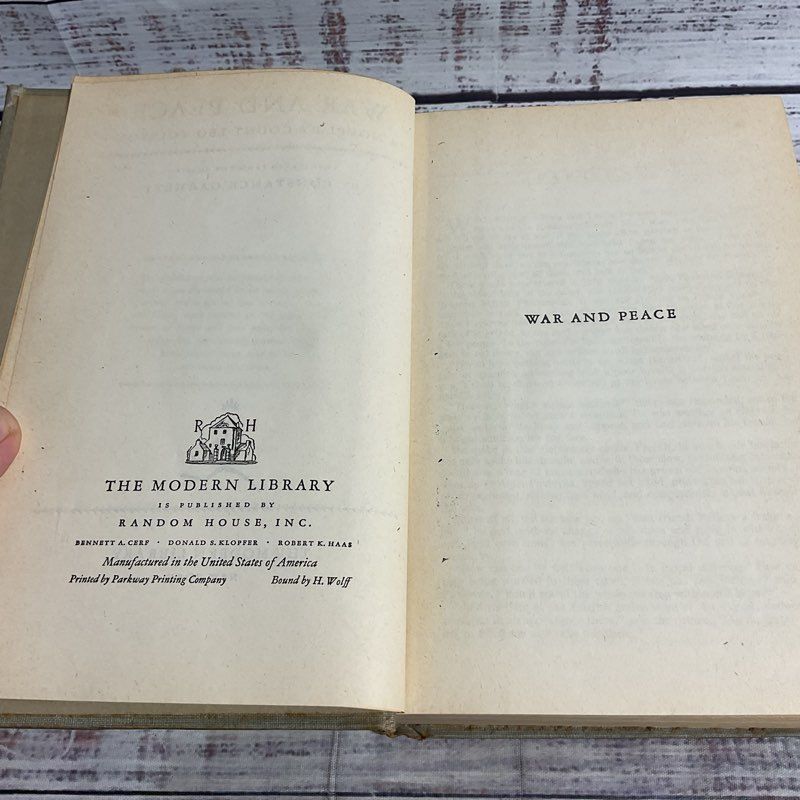 R H
THE MODERN LIBRARY
IS PUBLISHED BY
RANDOM HOUSE, INC.
BENNETT A. CERF · DONALD S. KLOPFER · ROBERT K. HAAS
Manufactured in the United States of America
Printed by Parkway Printing Company Bound by H. Wolff
WAR AND PEACE